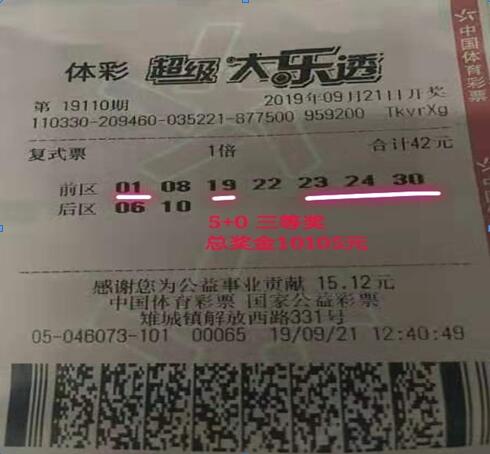 体彩 超级大乐透
第 19110期 2019年09月21日开奖
110330-209460-035221-877500 959200 TkvrXg
复式票 1倍 合计42元
前区 01 08 19 22 23 24 30
后区 06 10
5+0 三等奖
总奖金10105元
感谢您为公益事业贡献 15.12元
中国体育彩票 国家公益彩票
雉城镇解放西路331号
05-046073-101 00065 19/09/21 12:40:49
中国体育彩票